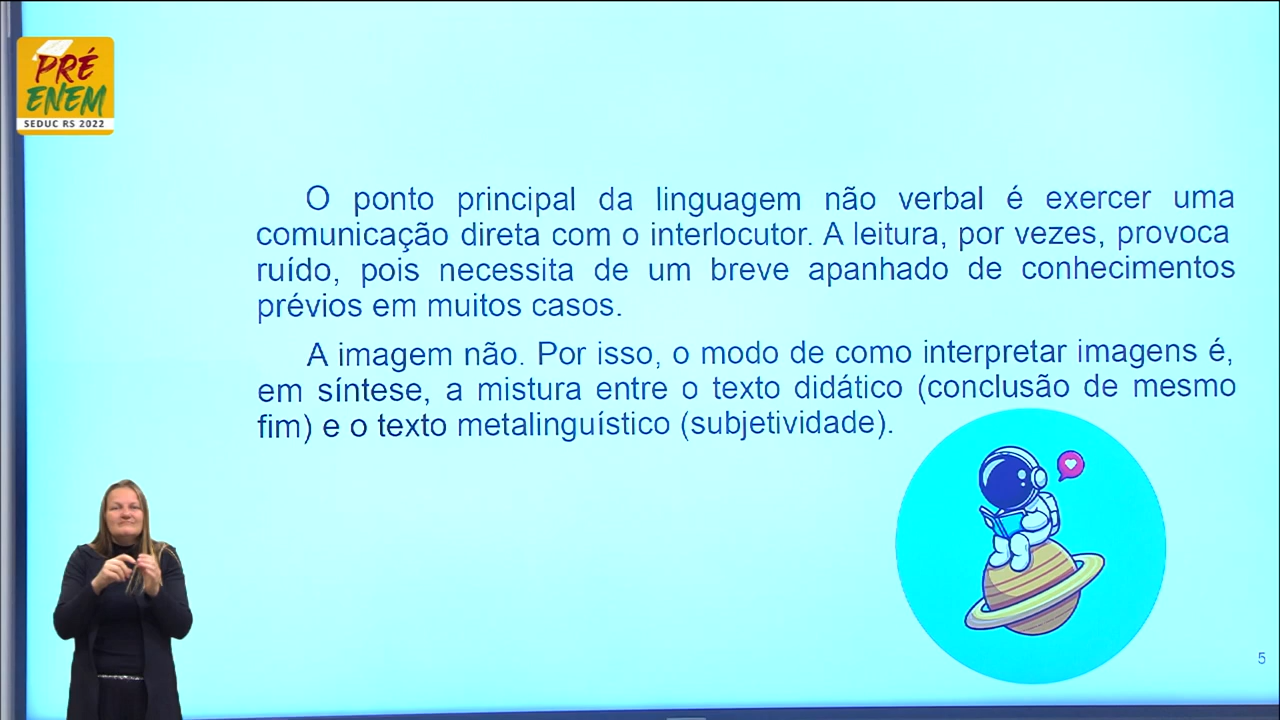 PRÉ
ENEM
SEDUC RS 2022
O ponto principal da linguagem não verbal é exercer uma
comunicação direta com o interlocutor. A leitura, por vezes, provoca
ruído, pois necessita de um breve apanhado de conhecimentos
prévios em muitos casos.
A imagem não. Por isso, o modo de como interpretar imagens é,
em síntese, a mistura entre o texto didático (conclusão de mesmo
fim) e o texto metalinguístico (subjetividade).
5